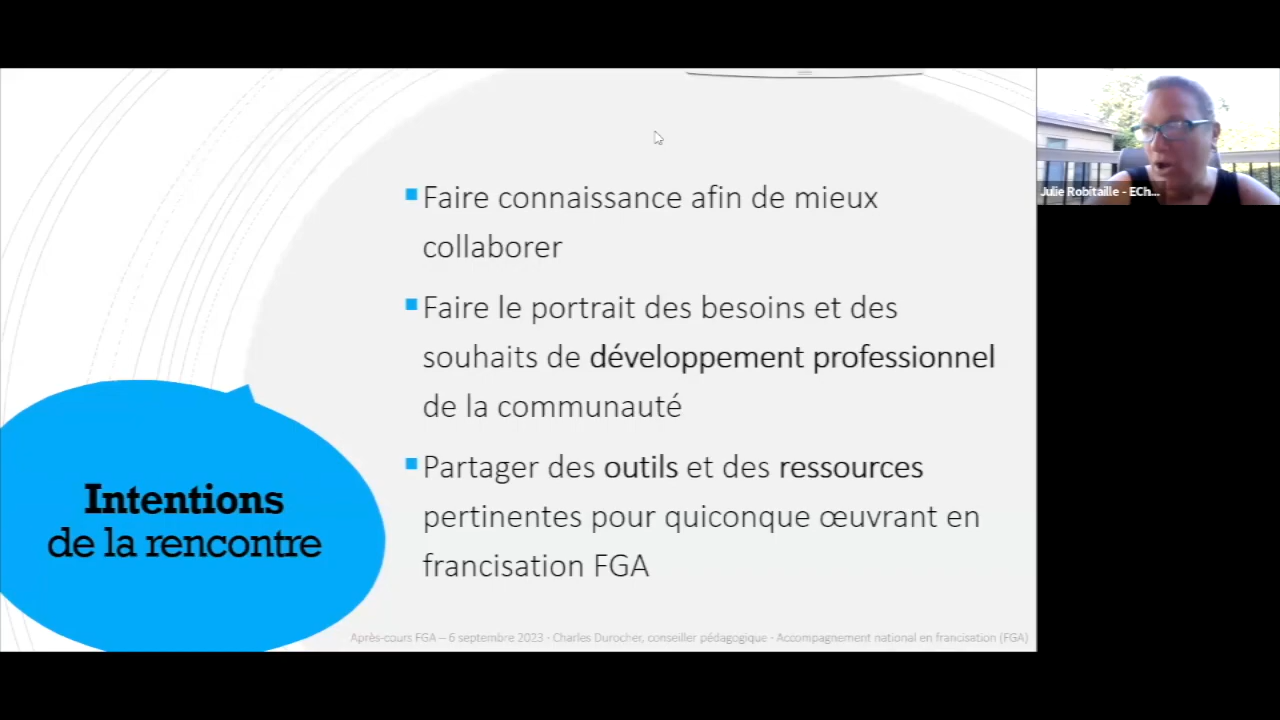 Faire connaissance afin de mieux
collaborer
Faire le portrait des besoins et des
souhaits de développement professionnel
de la communauté
Partager des outils et des ressources
pertinentes pour quiconque œuvrant en
francisation FGA
Intentions
de la rencontre
Après-cours FGA – 6 septembre 2023 - Charles Durocher, conseiller pédagogique - Accompagnement national en francisation (FGA)
Julie Robitaille - ECh...